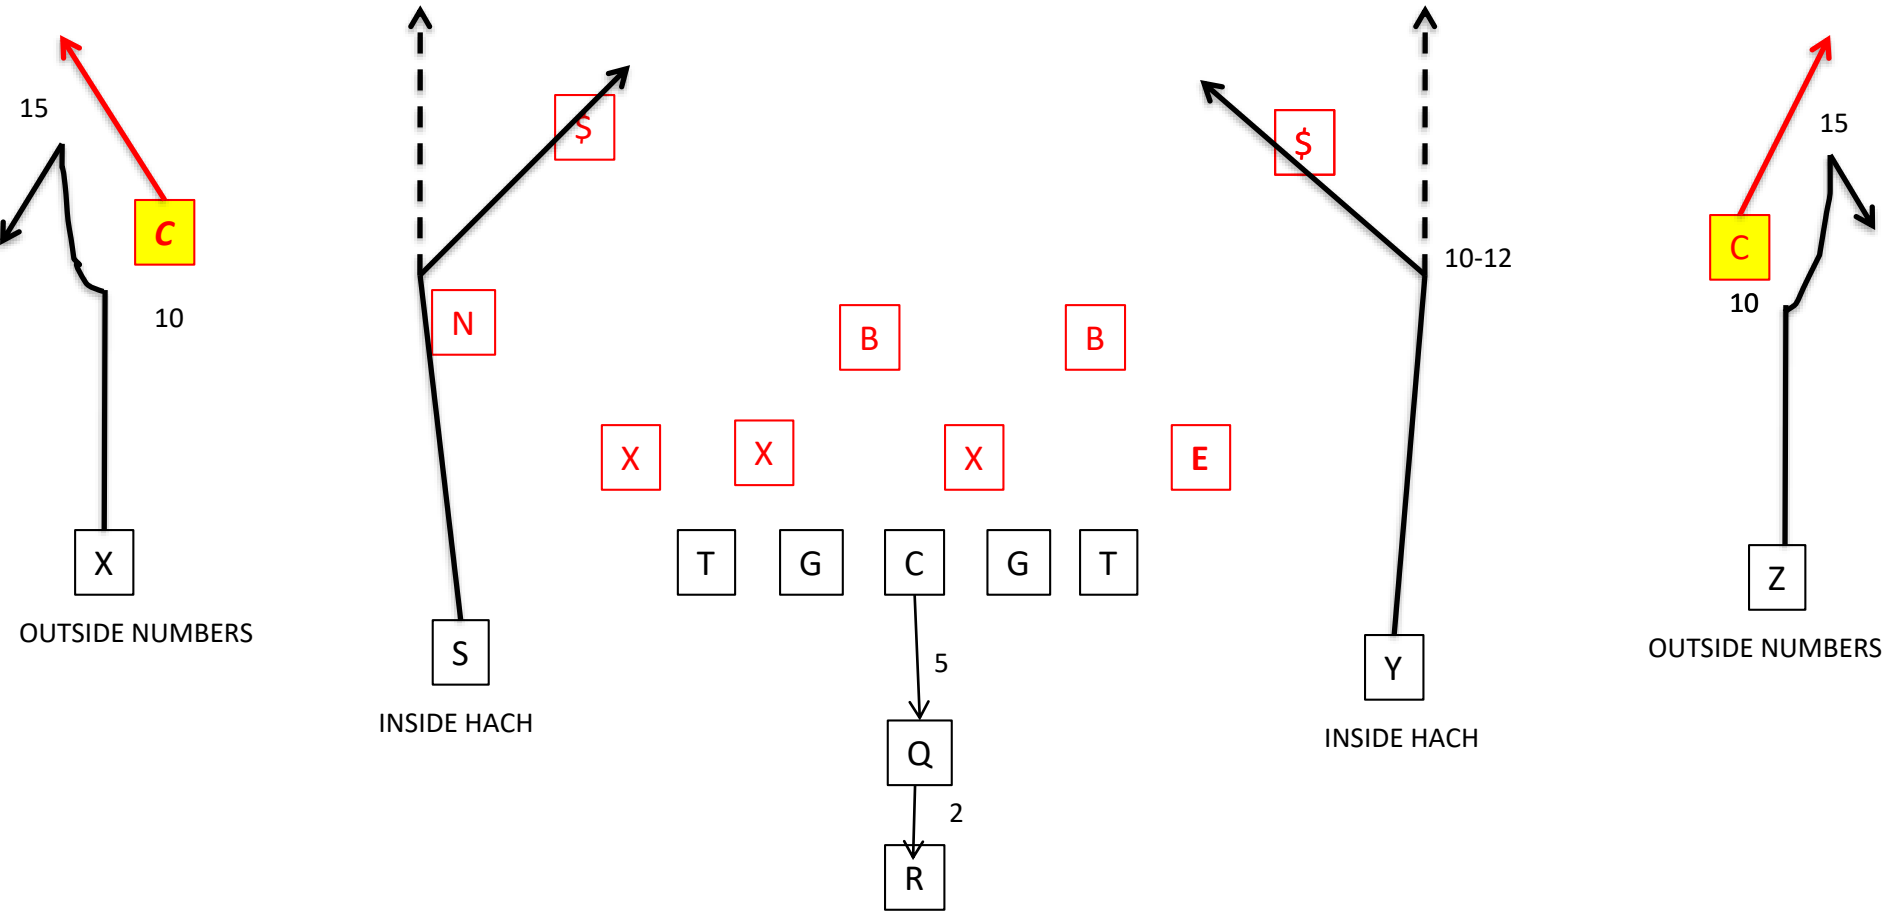 15
$
$
15
C
C
10-12
10
10
N
B
B
X
X
X
E
X
T
G
C
G
T
Z
OUTSIDE NUMBERS
S
5
Y
OUTSIDE NUMBERS
INSIDE HACH
Q
INSIDE HACH
2
R